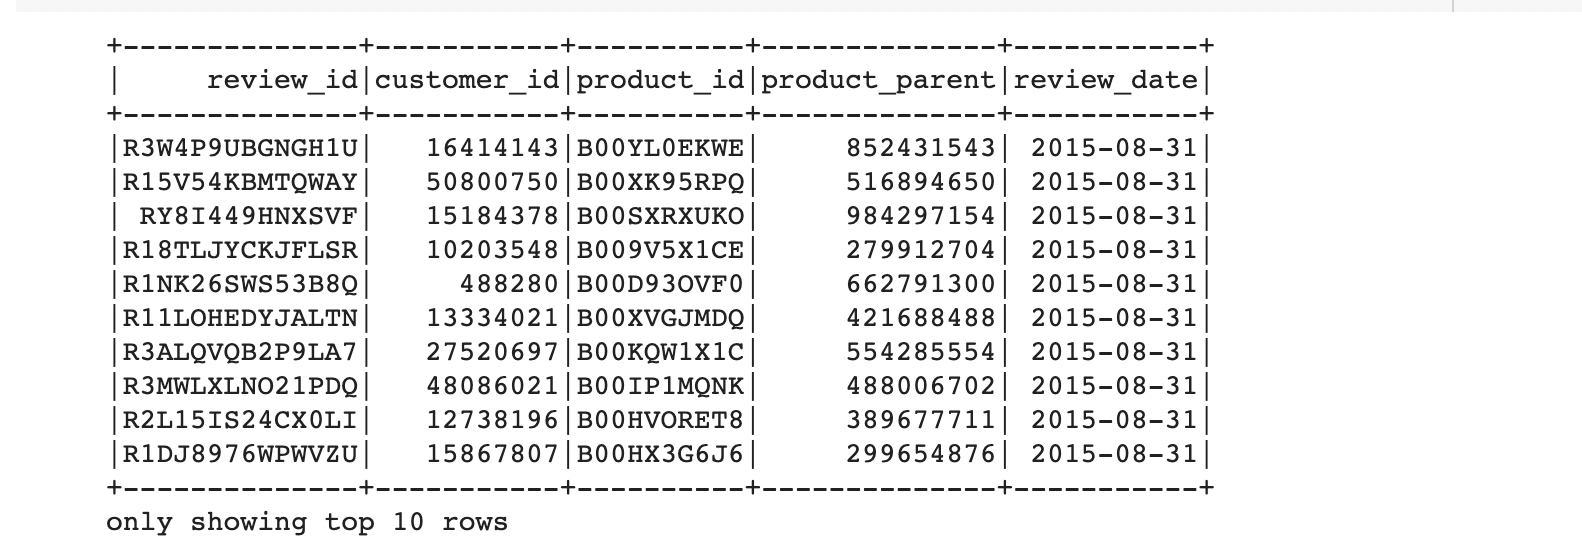 +--------------+-----------+----------+--------------+-----------+
|     review_id|customer_id|product_id|product_parent|review_date|
+--------------+-----------+----------+--------------+-----------+
|R3W4P9UBGNGH1U|   16414143|B00YL0EKWE|     852431543| 2015-08-31|
|R15V54KBMTQWAY|   50800750|B00XK95RPQ|     516894650| 2015-08-31|
| RY8I449HNXSVF|   15184378|B00SXRXUKO|     984297154| 2015-08-31|
|R18TLJYCKJFLSR|   10203548|B009V5X1CE|     279912704| 2015-08-31|
|R1NK26SWS53B8Q|     488280|B00D93OVF0|     662791300| 2015-08-31|
|R11LOHEDYJALTN|   13334021|B00XVGJMDQ|     421688488| 2015-08-31|
|R3ALQVQB2P9LA7|   27520697|B00KQW1X1C|     554285554| 2015-08-31|
|R3MWLXLNO21PDQ|   48086021|B00IP1MQNK|     488006702| 2015-08-31|
|R2L15IS24CX0LI|   12738196|B00HVORET8|     389677711| 2015-08-31|
|R1DJ8976WPWVZU|   15867807|B00HX3G6J6|     299654876| 2015-08-31|
+--------------+-----------+----------+--------------+-----------+
only showing top 10 rows